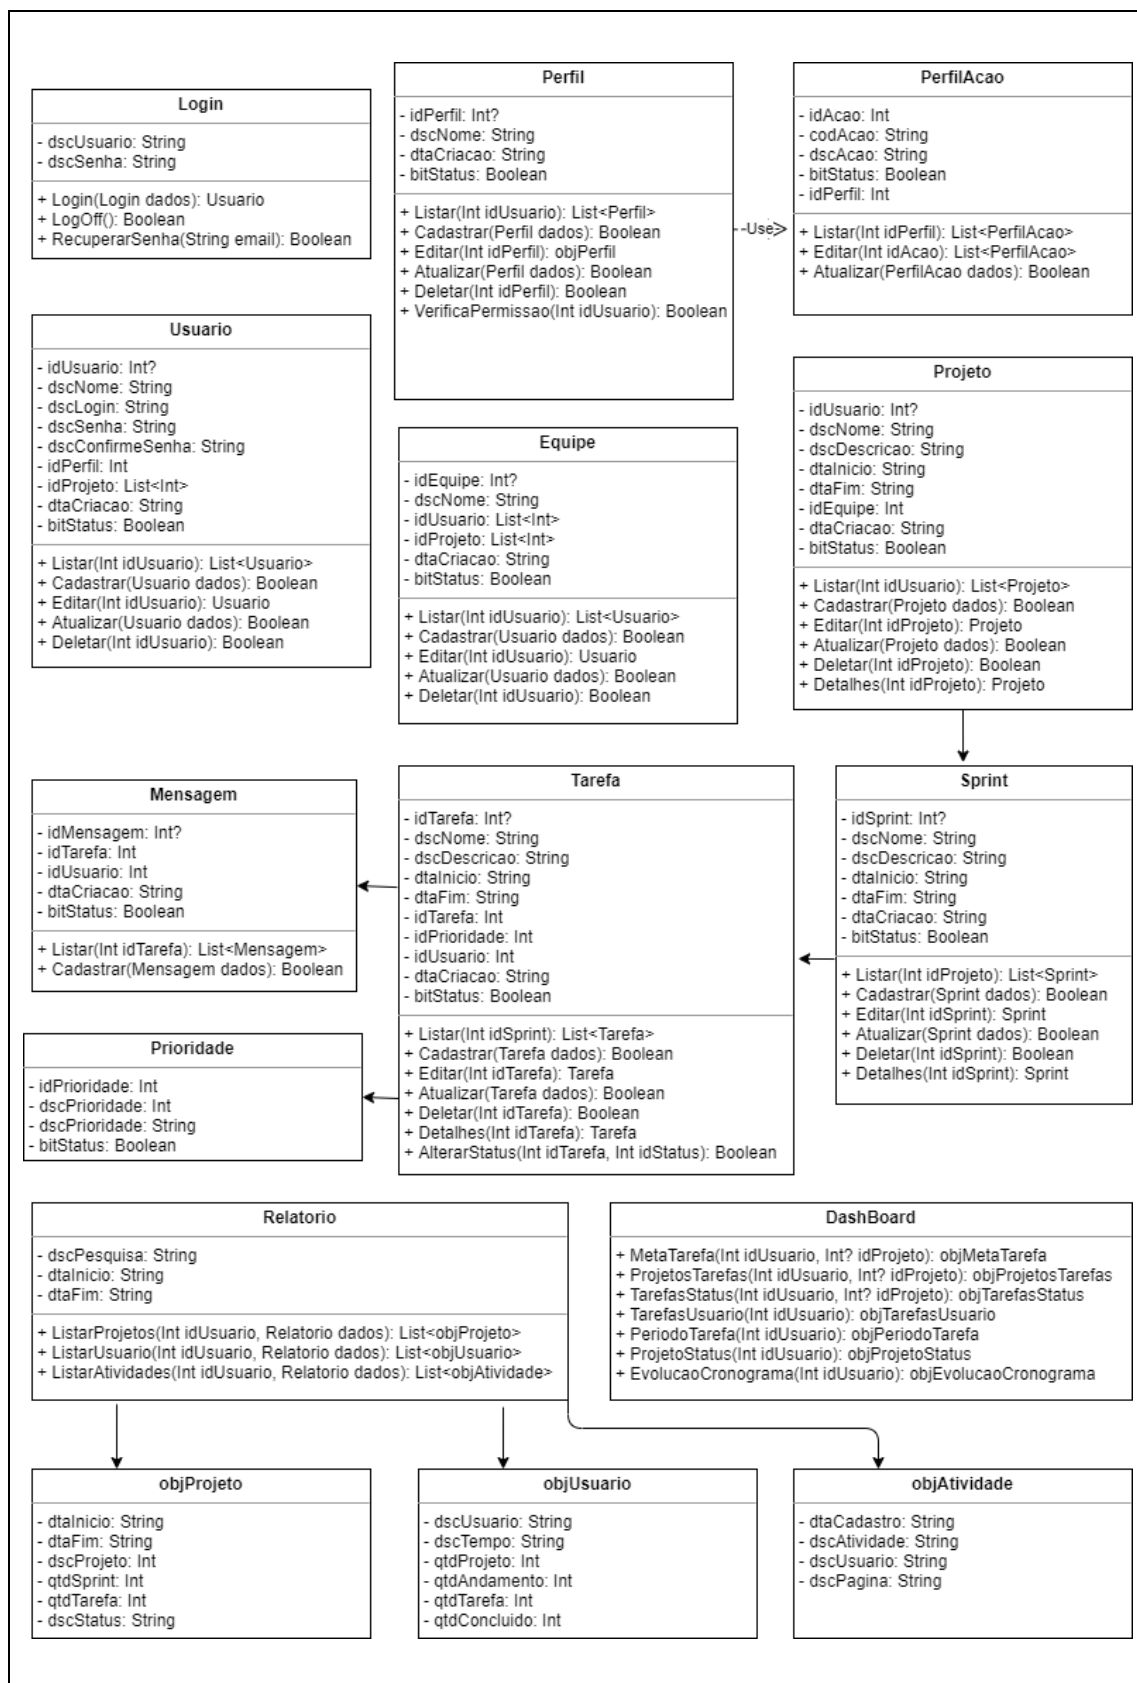 Login
- dscUsuario: String
- dscSenha: String
+ Login(Login dados): Usuario
+ LogOff(): Boolean
+ RecuperarSenha(String email): Boolean
Perfil
- idPerfil: Int?
- dscNome: String
- dtaCriacao: String
- bitStatus: Boolean
+ Listar(Int idUsuario): List<Perfil>
+ Cadastrar(Perfil dados): Boolean
+ Editar(Int idPerfil): objPerfil
+ Atualizar(Perfil dados): Boolean
+ Deletar(Int idPerfil): Boolean
+ VerificaPermissao(Int idUsuario): Boolean
Use
PerfilAcao
- idAcao: Int
- codAcao: String
- dscAcao: String
- bitStatus: Boolean
- idPerfil: Int
+ Listar(Int idPerfil): List<PerfilAcao>
+ Editar(Int idAcao): List<PerfilAcao>
+ Atualizar(PerfilAcao dados): Boolean
Usuario
- idUsuario: Int?
- dscNome: String
- dscLogin: String
- dscSenha: String
- dscConfirmeSenha: String
- idPerfil: Int
- idProjeto: List<Int>
- dtaCriacao: String
- bitStatus: Boolean
+ Listar(Int idUsuario): List<Usuario>
+ Cadastrar(Usuario dados): Boolean
+ Editar(Int idUsuario): Usuario
+ Atualizar(Usuario dados): Boolean
+ Deletar(Int idUsuario): Boolean
Equipe
- idEquipe: Int?
- dscNome: String
- idUsuario: List<Int>
- idProjeto: List<Int>
- dtaCriacao: String
- bitStatus: Boolean
+ Listar(Int idUsuario): List<Usuario>
+ Cadastrar(Usuario dados): Boolean
+ Editar(Int idUsuario): Usuario
+ Atualizar(Usuario dados): Boolean
+ Deletar(Int idUsuario): Boolean
Projeto
- idUsuario: Int?
- dscNome: String
- dscDescricao: String
- dtaInicio: String
- dtaFim: String
- idEquipe: Int
- dtaCriacao: String
- bitStatus: Boolean
+ Listar(Int idUsuario): List<Projeto>
+ Cadastrar(Projeto dados): Boolean
+ Editar(Int idProjeto): Projeto
+ Atualizar(Projeto dados): Boolean
+ Deletar(Int idProjeto): Boolean
+ Detalhes(Int idProjeto): Projeto
Mensagem
- idMensagem: Int?
- idTarefa: Int
- idUsuario: Int
- dtaCriacao: String
- bitStatus: Boolean
+ Listar(Int idTarefa): List<Mensagem>
+ Cadastrar(Mensagem dados): Boolean
Tarefa
- idTarefa: Int?
- dscNome: String
- dscDescricao: String
- dtaInicio: String
- dtaFim: String
- idTarefa: Int
- idPrioridade: Int
- idUsuario: Int
- dtaCriacao: String
- bitStatus: Boolean
+ Listar(Int idSprint): List<Tarefa>
+ Cadastrar(Tarefa dados): Boolean
+ Editar(Int idTarefa): Tarefa
+ Atualizar(Tarefa dados): Boolean
+ Deletar(Int idTarefa): Boolean
+ Detalhes(Int idTarefa): Tarefa
+ AlterarStatus(Int idTarefa, Int idStatus): Boolean
Sprint
- idSprint: Int?
- dscNome: String
- dscDescricao: String
- dtaInicio: String
- dtaFim: String
- dtaCriacao: String
- bitStatus: Boolean
+ Listar(Int idProjeto): List<Sprint>
+ Cadastrar(Sprint dados): Boolean
+ Editar(Int idSprint): Sprint
+ Atualizar(Sprint dados): Boolean
+ Deletar(Int idSprint): Boolean
+ Detalhes(Int idSprint): Sprint
Prioridade
- idPrioridade: Int
- dscPrioridade: Int
- dscPrioridade: String
- bitStatus: Boolean
Relatorio
- dscPesquisa: String
- dtaInicio: String
- dtaFim: String
+ ListarProjetos(Int idUsuario, Relatorio dados): List<objProjeto>
+ ListarUsuario(Int idUsuario, Relatorio dados): List<objUsuario>
+ ListarAtividades(Int idUsuario, Relatorio dados): List<objAtividade>
DashBoard
+ MetaTarefa(Int idUsuario, Int? idProjeto): objMetaTarefa
+ ProjetosTarefas(Int idUsuario, Int? idProjeto): objProjetosTarefas
+ TarefasStatus(Int idUsuario, Int? idProjeto): objTarefasStatus
+ TarefasUsuario(Int idUsuario): objTarefasUsuario
+ PeriodoTarefa(Int idUsuario): objPeriodoTarefa
+ ProjetoStatus(Int idUsuario): objProjetoStatus
+ EvolucaoCronograma(Int idUsuario): objEvolucaoCronograma
objProjeto
- dtaInicio: String
- dtaFim: String
- dscProjeto: Int
- qtdSprint: Int
- qtdTarefa: Int
- dscStatus: String
objUsuario
- dscUsuario: String
- dscTempo: String
- qtdProjeto: Int
- qtdAndamento: Int
- qtdTarefa: Int
- qtdConcluido: Int
objAtividade
- dtaCadastro: String
- dscAtividade: String
- dscUsuario: String
- dscPagina: String